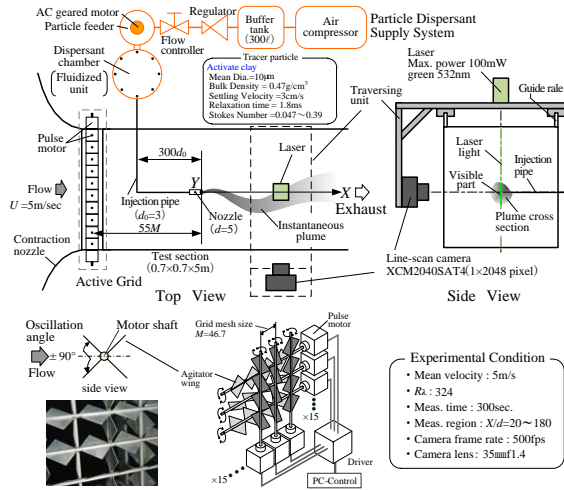 AC geared motor
Particle feeder
Regulator
Flow
controller
Buffer
tank
(300ℓ)
Air
compressor
Particle Dispersant
Supply System
Dispersant
chamber
(Fluidized
unit)
Tracer particle
Activate clay
Mean Dia.=10μm
Bulk Density = 0.47g/cm³
Settling Velocity =3cm/s
Relaxation time = 1.8ms
Stokes Number =0.047～0.39
Traversing
unit
Laser
Max. power 100mW
green 532nm
Guide rale
Pulse
motor
300d₀
Laser
Laser
light
Injection
pipe
Visible
part
Flow
U =5m/sec
Y
X
Exhaust
Injection pipe
(d₀=3)
Nozzle
(d=5)
Instantaneous
plume
Plume cross
section
55M
Contraction
nozzle
Test section
(0.7×0.7×5m)
Line-scan camera
XCM2040SAT4(1×2048 pixel)
Active Grid
Top View
Side View
Oscillation
angle
Motor shaft
± 90°
Flow
side view
Agitator
wing
Grid mesh size
M=46.7
Pulse
motor
×15
×15
Driver
PC-Control
Experimental Condition
• Mean velocity : 5m/s
• Rλ : 324
• Meas. time : 300sec.
• Meas. region : X/d=20～180
• Camera frame rate : 500fps
• Camera lens : 35㎜f1.4